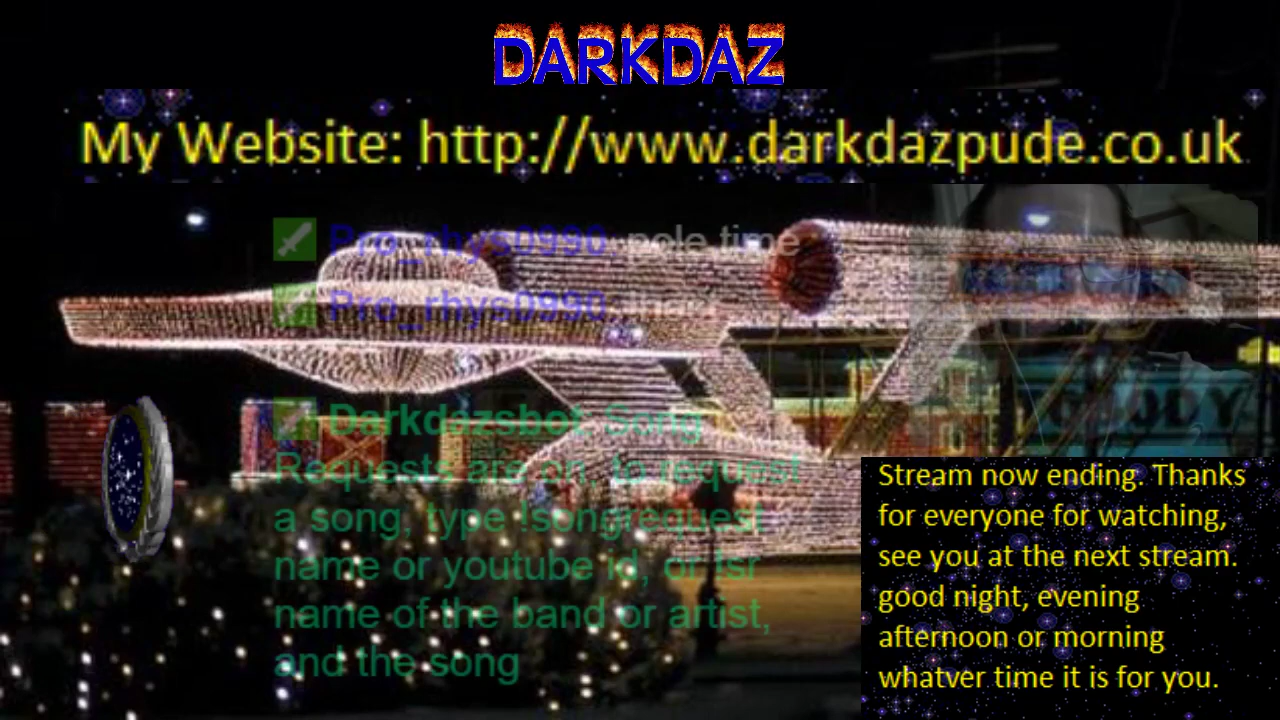 DARKDAZ
My Website: http://www.darkdazpude.co.uk
Pro_rhys0990: pole time
Pro_rhys0990:
Darkdazsbot: Song
Requests are on, to request
a song, type !songrequest
name or youtube id, or !sr
name of the band or artist,
and the song
GOODY
Stream now ending. Thanks
for everyone for watching,
see you at the next stream.
good night, evening
afternoon or morning
whatver time it is for you.